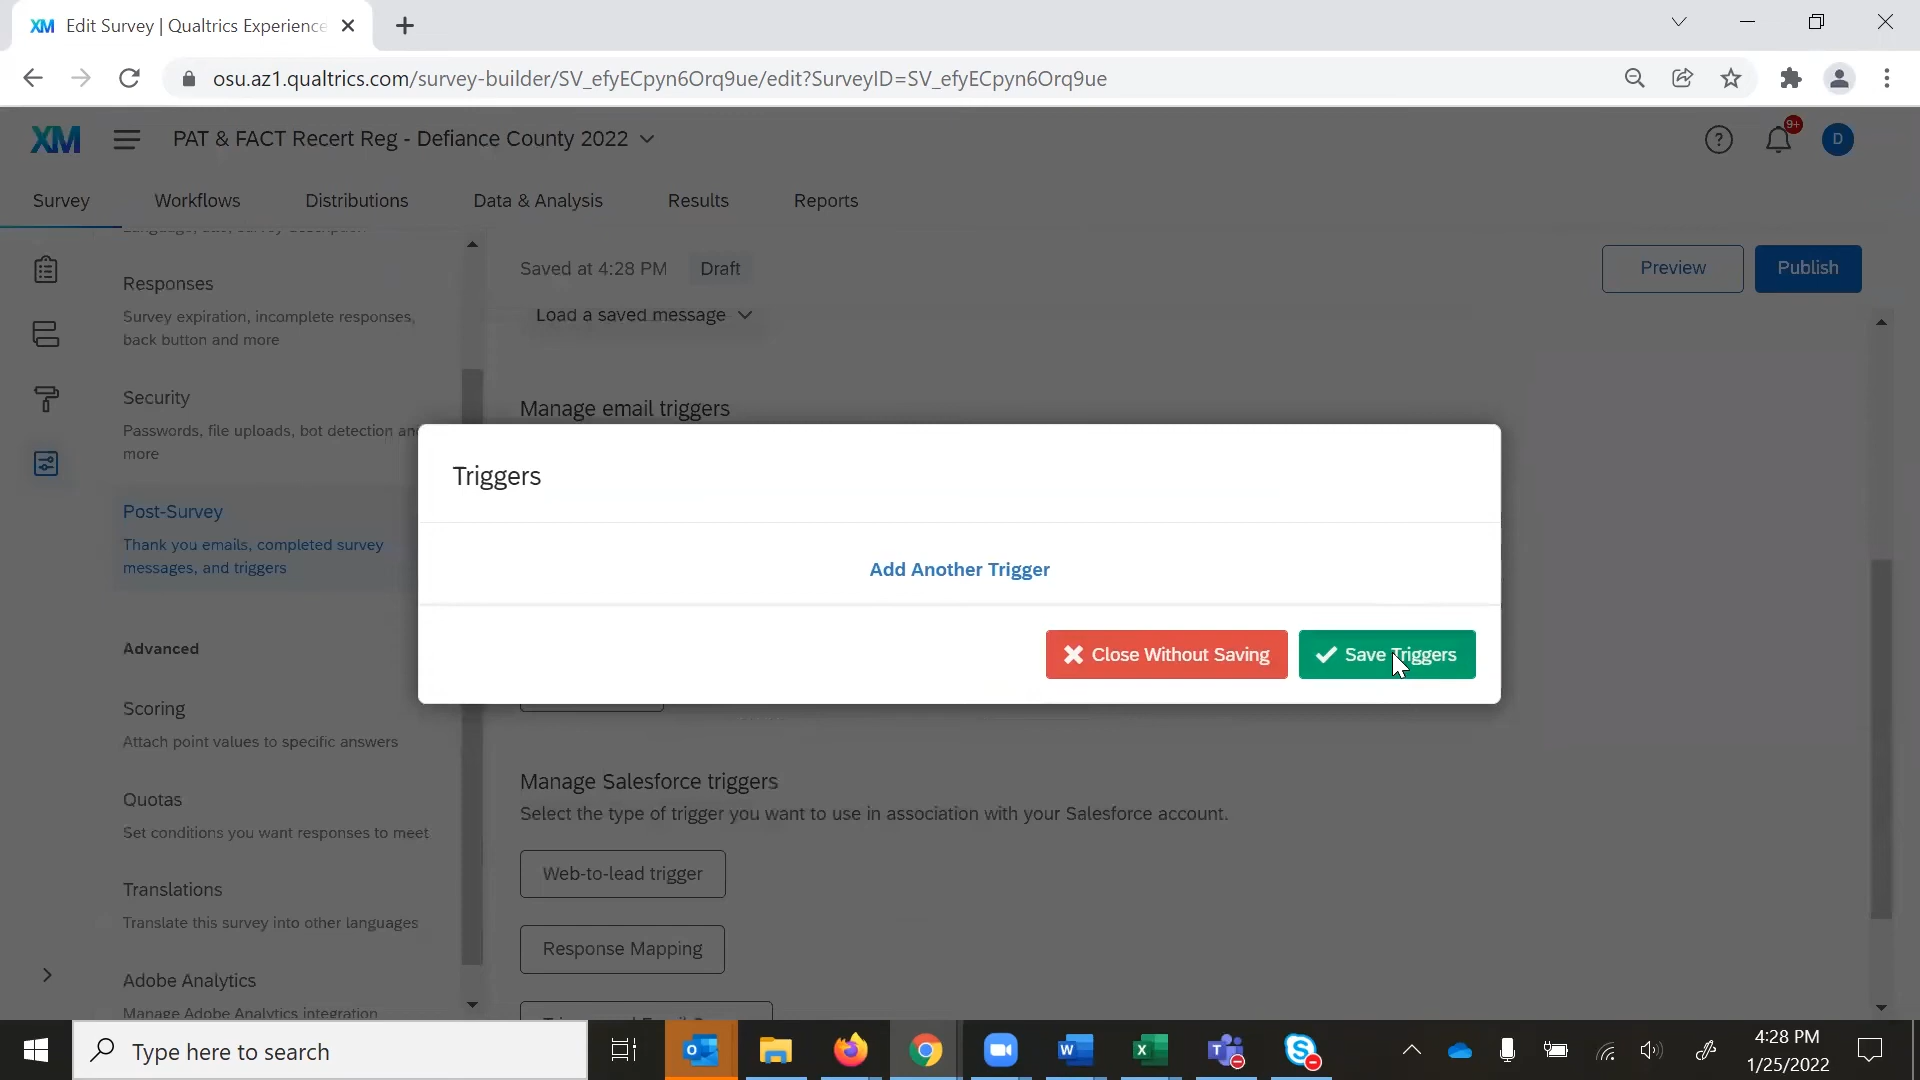 XM Edit Survey | Qualtrics Experience
osu.az1.qualtrics.com/survey-builder/SV_efyECpyn6Orq9ue/edit?SurveyID=SV_efyECpyn6Orq9ue
XM PAT & FACT Recert Reg - Defiance County 2022
9+
D
Survey Workflows Distributions Data & Analysis Results Reports
Responses
Survey expiration, incomplete responses,
back button and more
Security
Passwords, file uploads, bot detection an
more
Post-Survey
Thank you emails, completed survey
messages, and triggers
Advanced
Scoring
Attach point values to specific answers
Quotas
Set conditions you want responses to meet
Translations
Translate this survey into other languages
Adobe Analytics
Manage Adobe Analytics integration
Saved at 4:28 PM Draft
Preview Publish
Load a saved message
Manage email triggers
Triggers
Add Another Trigger
Close Without Saving Save Triggers
Manage Salesforce triggers
Select the type of trigger you want to use in association with your Salesforce account.
Web-to-lead trigger
Response Mapping
Type here to search
4:28 PM
1/25/2022